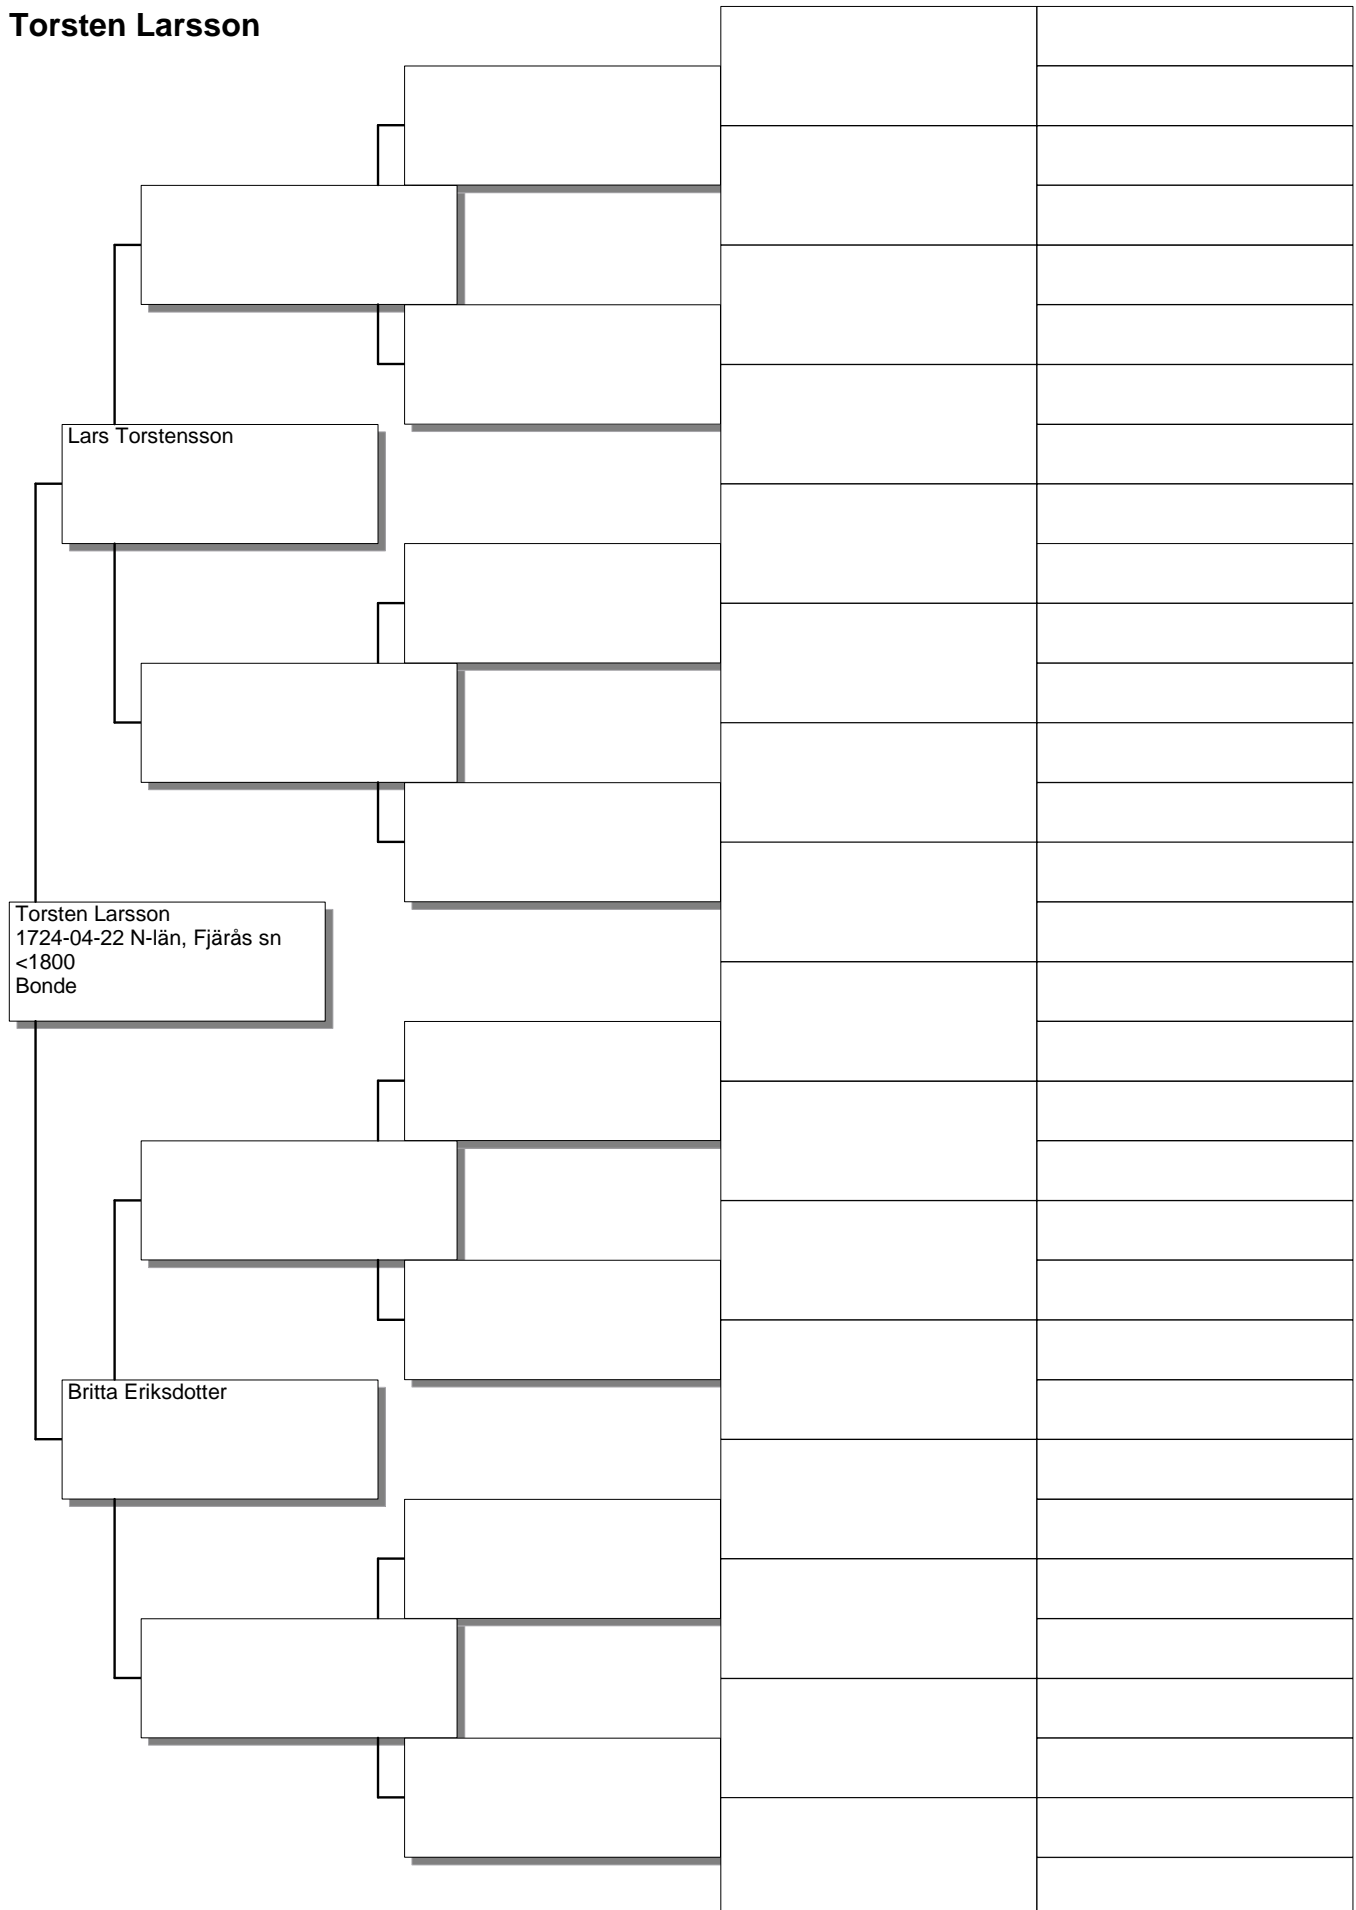 Torsten Larsson
Lars Torstensson
Torsten Larsson
1724-04-22 N-län, Fjärås sn
<1800
Bonde
Britta Eriksdotter